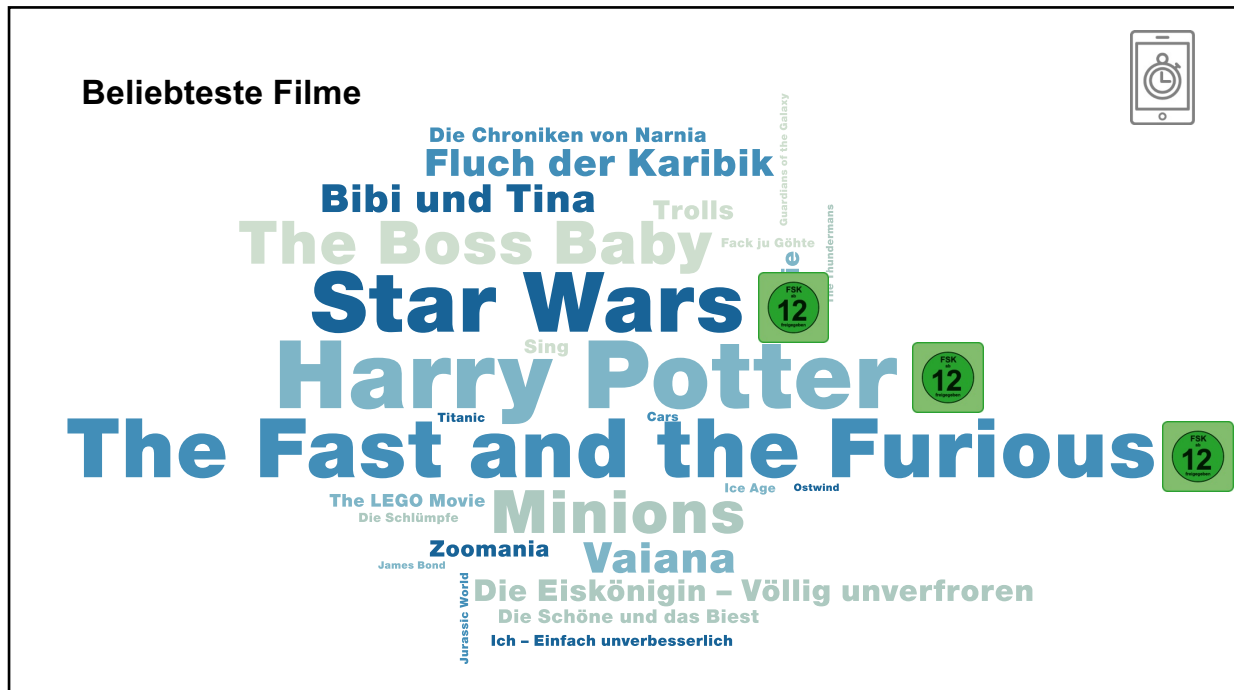 Beliebteste Filme
Die Chroniken von Narnia
Guardians of the Galaxy
Fluch der Karibik
Bibi und Tina
Trolls
The Thundermans
The Boss Baby
Fack ju Göhte
ie
Star Wars
FSK
ab
12
freigegeben
Sing
Harry Potter
FSK
ab
12
freigegeben
Titanic
Cars
The Fast and the Furious
FSK
ab
12
freigegeben
Ice Age
Ostwind
The LEGO Movie
Minions
Die Schlümpfe
Zoomania
Vaiana
James Bond
Jurassic World
Die Eiskönigin – Völlig unverfroren
Die Schöne und das Biest
Ich – Einfach unverbesserlich